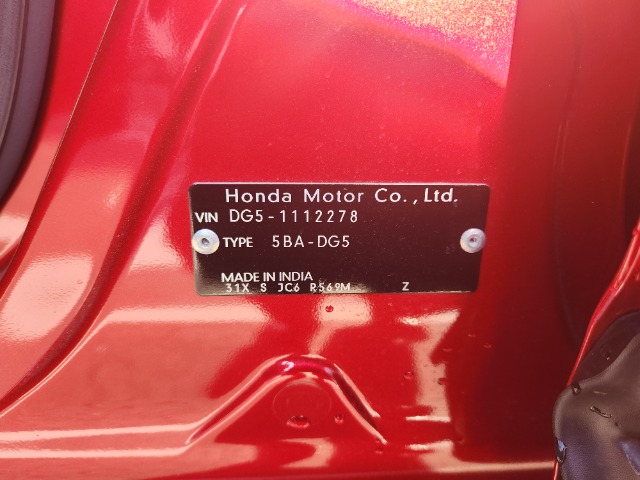 Honda Motor Co.,Ltd.
VIN DG5-1112278
TYPE 5BA-DG5
MADE IN INDIA
31X S JC6 R569M Z